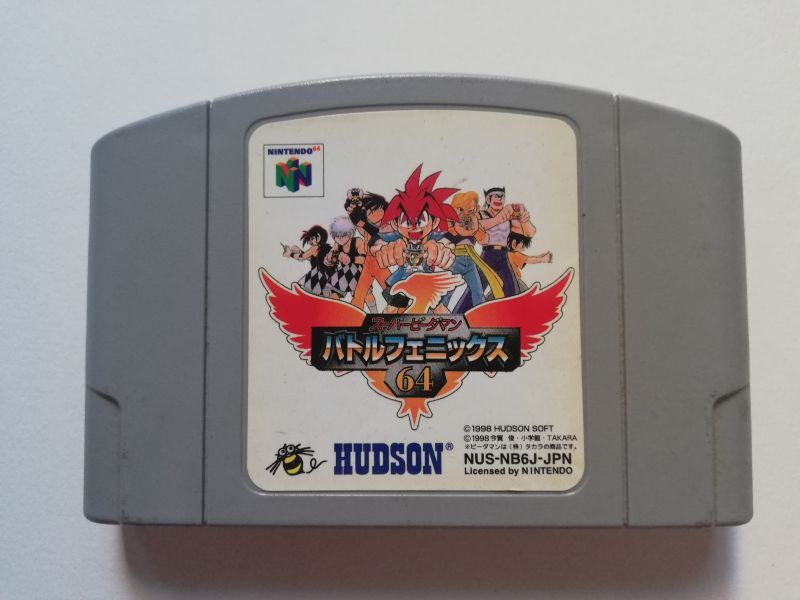 NINTENDO64
スーパービーダマン
バトルフェニックス
64
©1998 HUDSON SOFT
©1998 今賀 俊・小学館・TAKARA
※ビーダマンは(株)タカラの商品です。
HUDSON®
NUS-NB6J-JPN
Licensed by NINTENDO